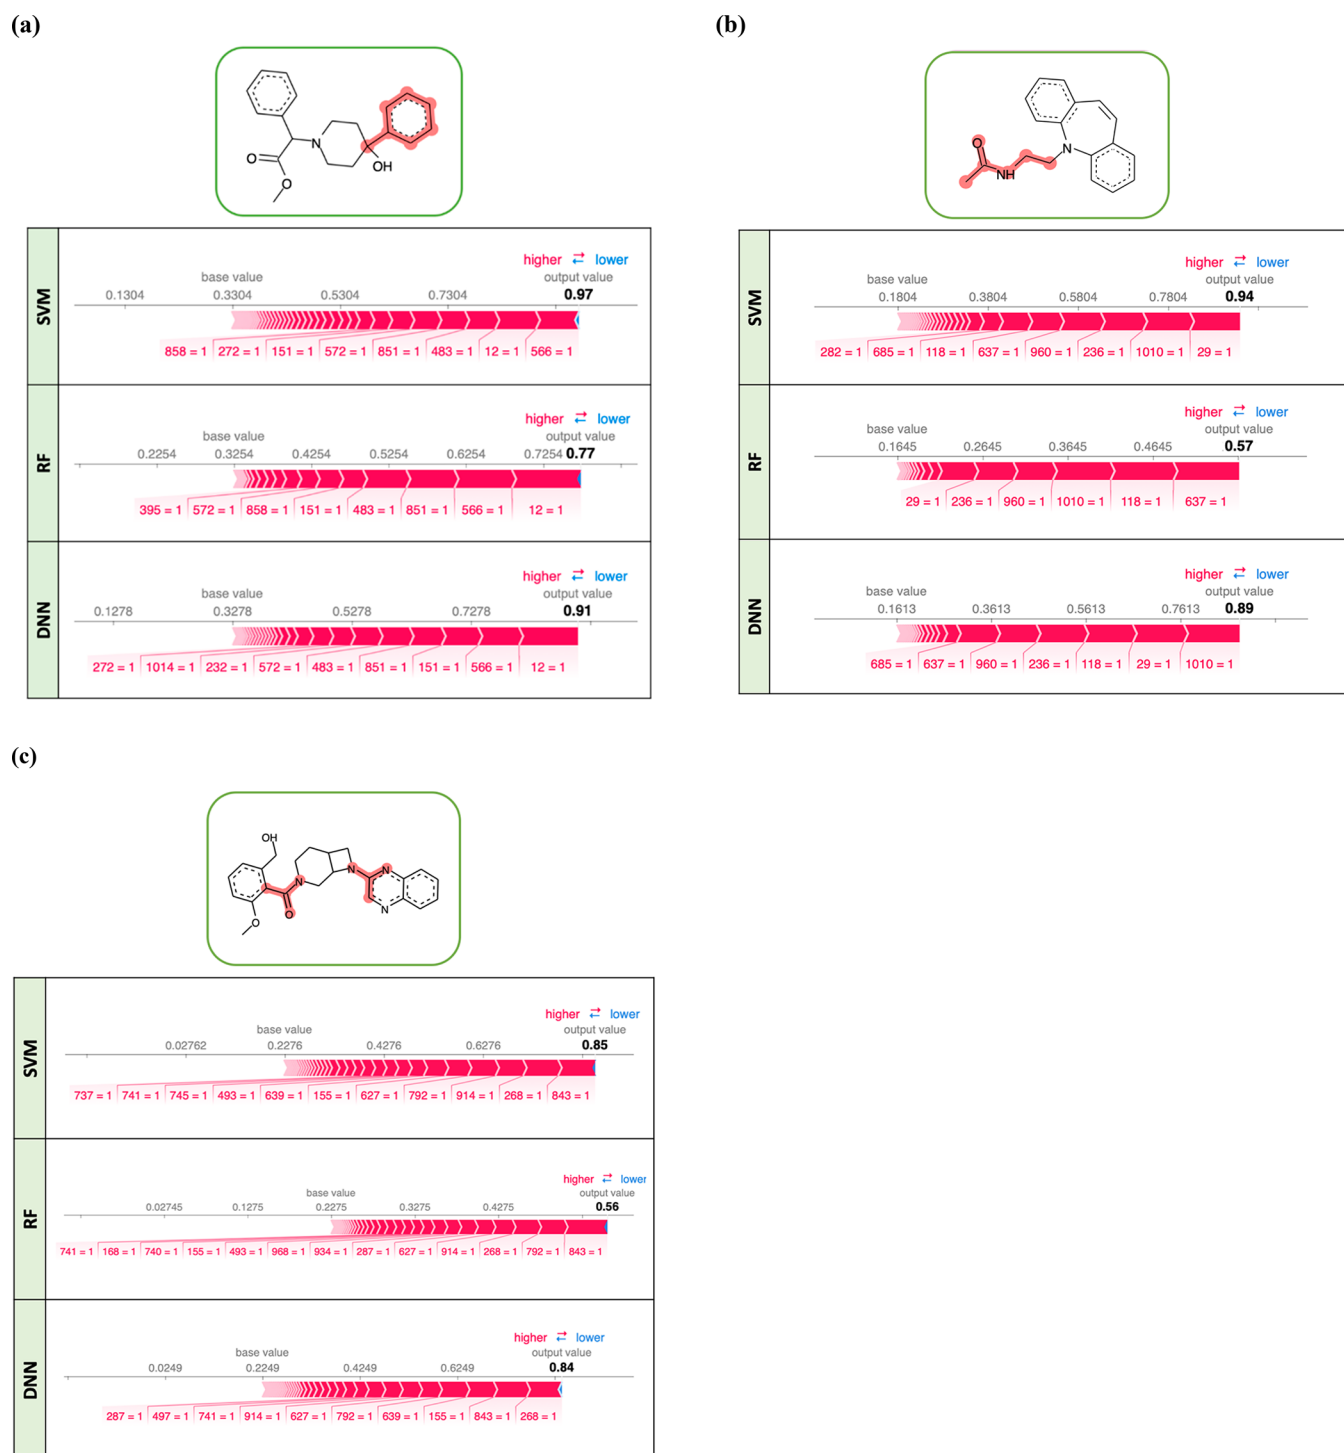 (a)
N
O
O
OH
SVM
higher ⇄ lower
base value output value
0.1304 0.3304 0.5304 0.7304 0.97
858 = 1 272 = 1 151 = 1 572 = 1 851 = 1 483 = 1 12 = 1 566 = 1
RF
higher ⇄ lower
base value output value
0.2254 0.3254 0.4254 0.5254 0.6254 0.7254 0.77
395 = 1 572 = 1 858 = 1 151 = 1 483 = 1 851 = 1 566 = 1 12 = 1
DNN
higher ⇄ lower
base value output value
0.1278 0.3278 0.5278 0.7278 0.91
272 = 1 1014 = 1 232 = 1 572 = 1 483 = 1 851 = 1 151 = 1 566 = 1 12 = 1
(b)
O
N
NH
SVM
higher ⇄ lower
base value output value
0.1804 0.3804 0.5804 0.7804 0.94
282 = 1 685 = 1 118 = 1 637 = 1 960 = 1 236 = 1 1010 = 1 29 = 1
RF
higher ⇄ lower
base value output value
0.1645 0.2645 0.3645 0.4645 0.57
29 = 1 236 = 1 960 = 1 1010 = 1 118 = 1 637 = 1
DNN
higher ⇄ lower
base value output value
0.1613 0.3613 0.5613 0.7613 0.89
685 = 1 637 = 1 960 = 1 236 = 1 118 = 1 29 = 1 1010 = 1
(c)
OH
N N N
O
O
N
SVM
higher ⇄ lower
base value output value
0.02762 0.2276 0.4276 0.6276 0.85
737 = 1 741 = 1 745 = 1 493 = 1 639 = 1 155 = 1 627 = 1 792 = 1 914 = 1 268 = 1 843 = 1
RF
higher ⇄ lower
base value output value
0.02745 0.1275 0.2275 0.3275 0.4275 0.56
741 = 1 168 = 1 740 = 1 155 = 1 493 = 1 968 = 1 934 = 1 287 = 1 627 = 1 914 = 1 268 = 1 792 = 1 843 = 1
DNN
higher ⇄ lower
base value output value
0.0249 0.2249 0.4249 0.6249 0.84
287 = 1 497 = 1 741 = 1 914 = 1 627 = 1 792 = 1 639 = 1 155 = 1 843 = 1 268 = 1